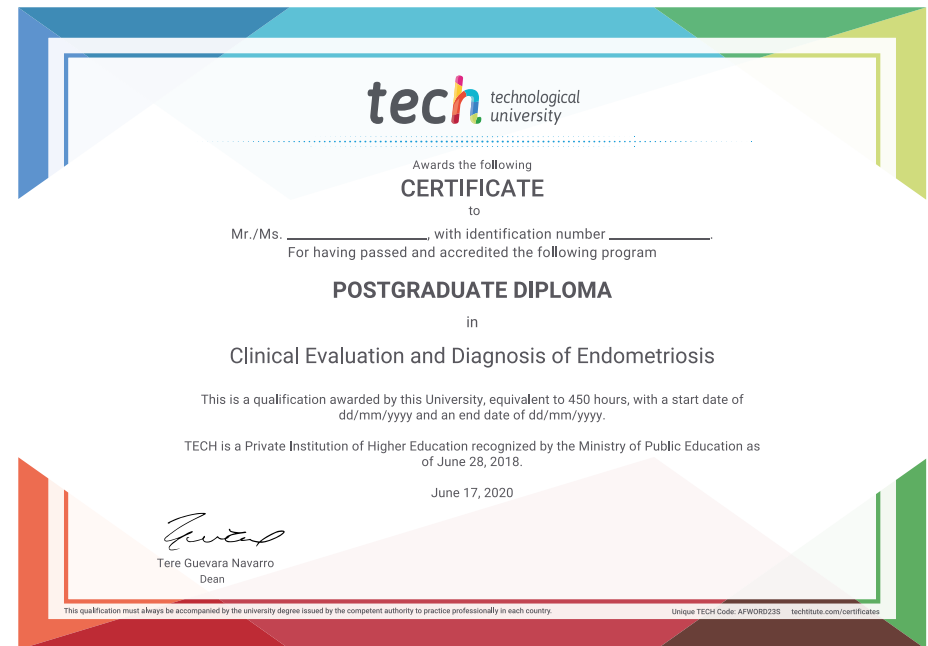 tech technological
university
Awards the following
CERTIFICATE
to
Mr./Ms. ____________________, with identification number ______________.
For having passed and accredited the following program
POSTGRADUATE DIPLOMA
in
Clinical Evaluation and Diagnosis of Endometriosis
This is a qualification awarded by this University, equivalent to 450 hours, with a start date of
dd/mm/yyyy and an end date of dd/mm/yyyy.
TECH is a Private Institution of Higher Education recognized by the Ministry of Public Education as
of June 28, 2018.
June 17, 2020
Tere Guevara Navarro
Dean
This qualification must always be accompanied by the university degree issued by the competent authority to practice professionally in each country.
Unique TECH Code: AFWORD23S techtitute.com/certificates